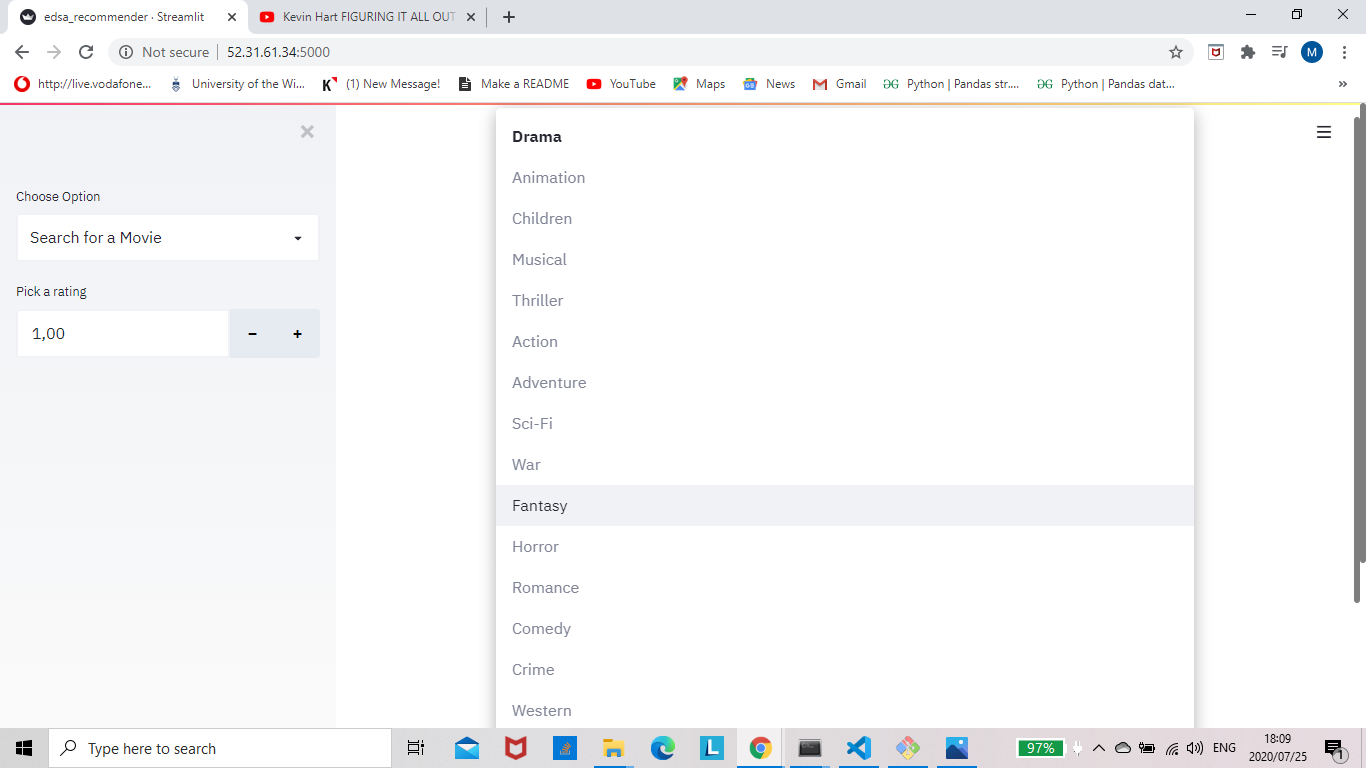 edsa_recommender · Streamlit
Kevin Hart FIGURING IT ALL OUT
Not secure
52.31.61.34:5000
M
http://live.vodafone...
University of the Wi...
(1) New Message!
Make a README
YouTube
Maps
News
Gmail
Python | Pandas str....
Python | Pandas dat...
»
Choose Option
Search for a Movie
Pick a rating
1,00
Drama
Animation
Children
Musical
Thriller
Action
Adventure
Sci-Fi
War
Fantasy
Horror
Romance
Comedy
Crime
Western
Type here to search
L
97%
ENG
18:09
2020/07/25
1